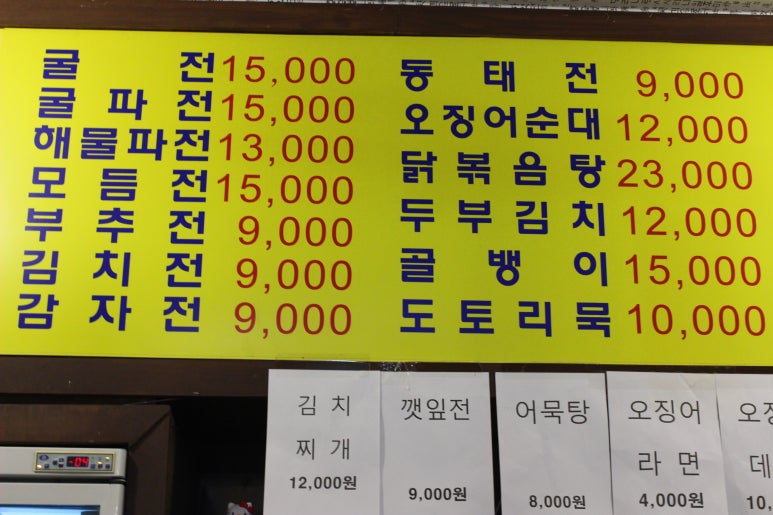 굴 전 15,000
굴 파 전 15,000
해물파전 13,000
모 듬 전 15,000
부 추 전 9,000
김 치 전 9,000
감 자 전 9,000
동 태 전 9,000
오징어순대 12,000
닭볶음탕 23,000
두부김치 12,000
골 뱅 이 15,000
도토리묵 10,000
김 치
찌 개
12,000원
깻잎전
9,000원
어묵탕
8,000원
오징어
라 면
4,000원
데
10,